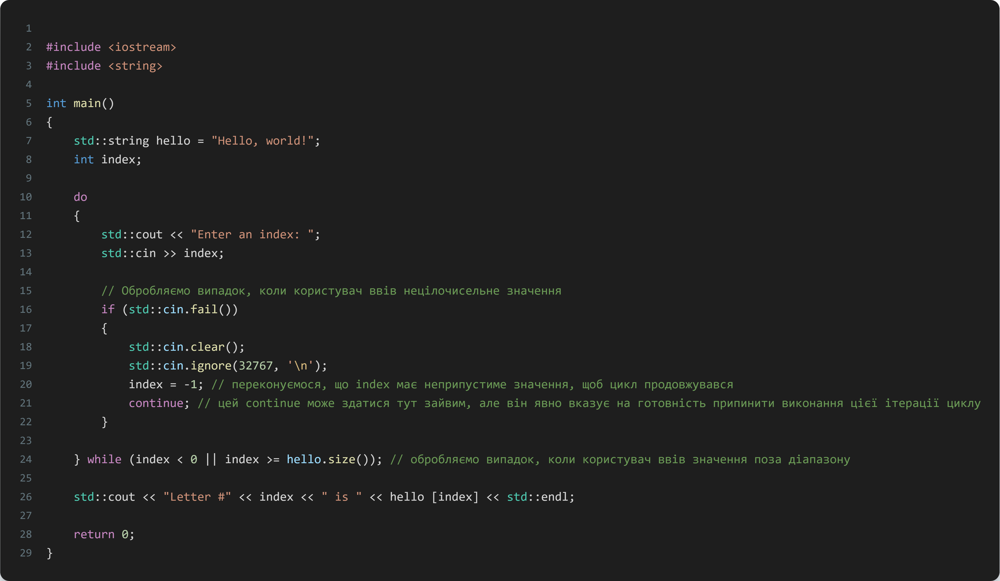 1
2 #include <iostream>
3 #include <string>
4
5 int main()
6 {
7     std::string hello = "Hello, world!";
8     int index;
9
10     do
11     {
12         std::cout << "Enter an index: ";
13         std::cin >> index;
14
15         // Обробляємо випадок, коли користувач ввів нецілочисельне значення
16         if (std::cin.fail())
17         {
18             std::cin.clear();
19             std::cin.ignore(32767, '\n');
20             index = -1; // переконуємося, що index має неприпустиме значення, щоб цикл продовжувався
21             continue; // цей continue може здатися тут зайвим, але він явно вказує на готовність припинити виконання цієї ітерації циклу
22         }
23
24     } while (index < 0 || index >= hello.size()); // обробляємо випадок, коли користувач ввів значення поза діапазону
25
26     std::cout << "Letter #" << index << " is " << hello [index] << std::endl;
27
28     return 0;
29 }